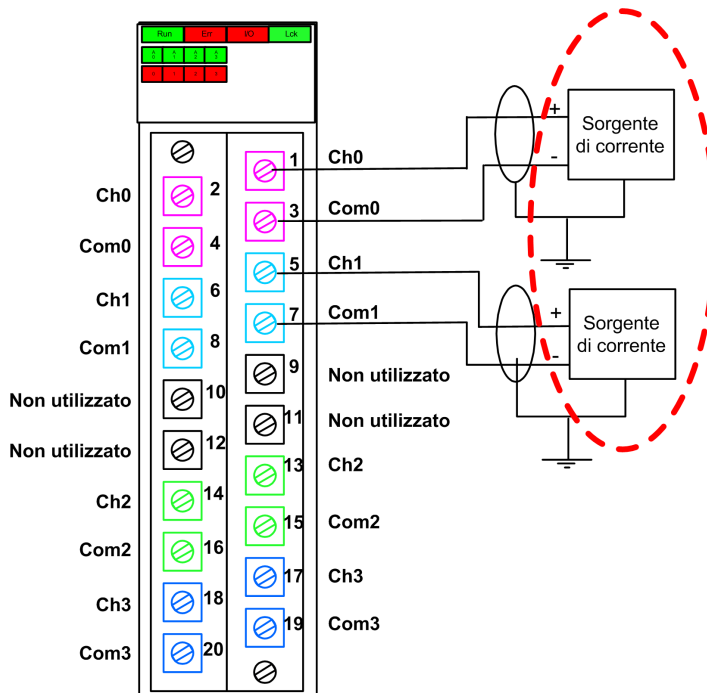 Run Err I/O Lck
Ch0 2 1 Ch0
Com0 4 3 Com0
Ch1 6 5 Ch1
Com1 8 7 Com1
Non utilizzato 10 9 Non utilizzato
Non utilizzato 12 11 Non utilizzato
Ch2 14 13 Ch2
Com2 16 15 Com2
Ch3 18 17 Ch3
Com3 20 19 Com3
+
-
Sorgente
di corrente
+
-
Sorgente
di corrente